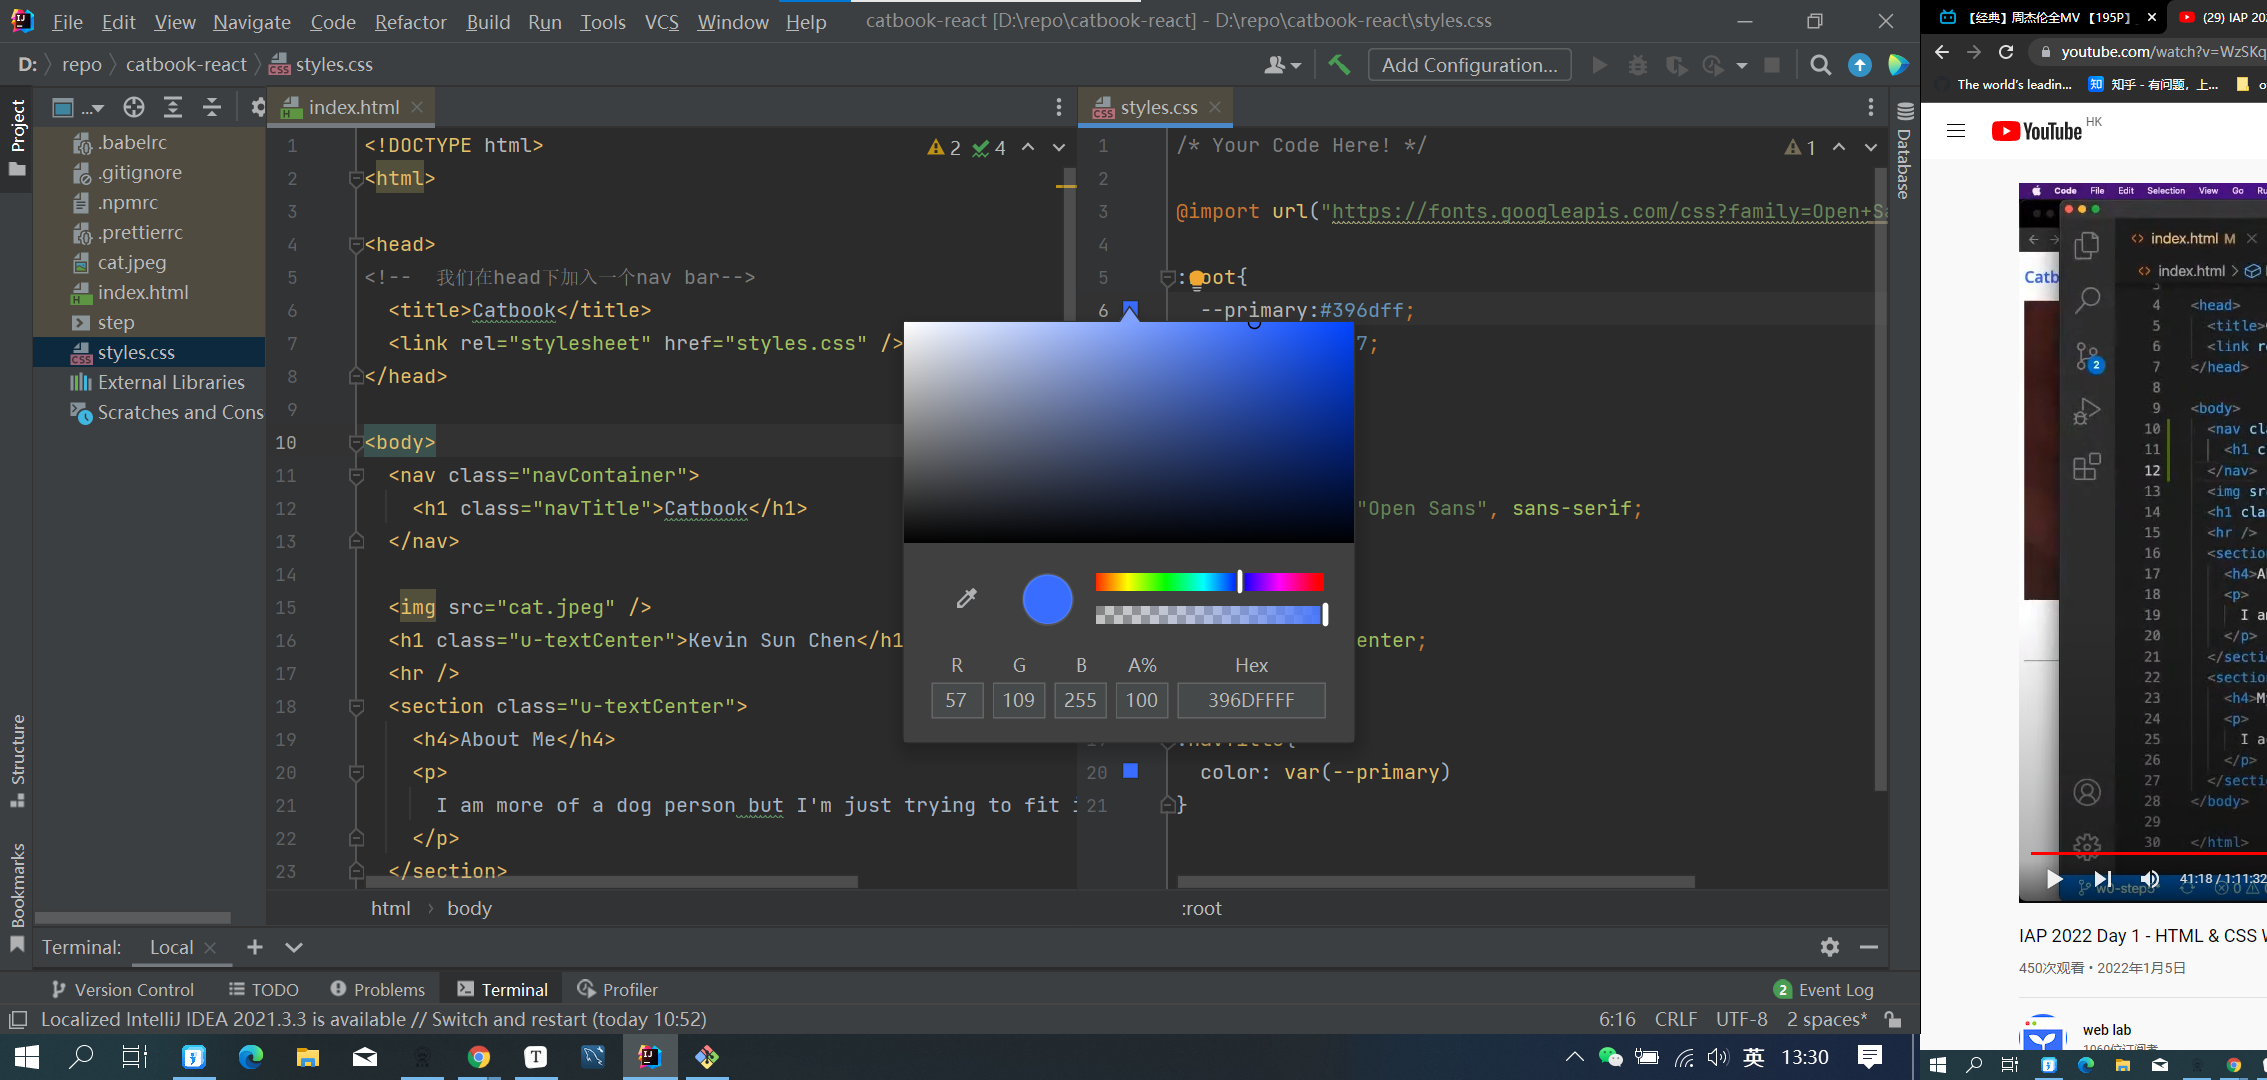 File Edit View Navigate Code Refactor Build Run Tools VCS Window Help catbook-react [D:\repo\catbook-react] - D:\repo\catbook-react\styles.css
D: repo catbook-react styles.css
Add Configuration...
Project
...
.babelrc
.gitignore
.npmrc
.prettierrc
cat.jpeg
index.html
step
styles.css
External Libraries
Scratches and Cons
Structure
Bookmarks
index.html
2 4
1 <!DOCTYPE html>
2 <html>
3
4 <head>
5 <!-- 我们在head下加入一个nav bar-->
6 <title>Catbook</title>
7 <link rel="stylesheet" href="styles.css" />
8 </head>
9
10 <body>
11 <nav class="navContainer">
12 <h1 class="navTitle">Catbook</h1>
13 </nav>
14
15 <img src="cat.jpeg" />
16 <h1 class="u-textCenter">Kevin Sun Chen</h1
17 <hr />
18 <section class="u-textCenter">
19 <h4>About Me</h4>
20 <p>
21 I am more of a dog person but I'm just trying to fit i
22 </p>
23 </section>
html › body
styles.css
1
1 /* Your Code Here! */
2
3 @import url("https://fonts.googleapis.com/css?family=Open+Sa
4
5 : oot{
6 --primary:#396dff;
7;
"Open Sans", sans-serif;
enter;
20 color: var(--primary)
21 }
:root
R G B A% Hex
57 109 255 100 396DFFFF
Database
Terminal: Local
Version Control TODO Problems Terminal Profiler
2 Event Log
Localized IntelliJ IDEA 2021.3.3 is available // Switch and restart (today 10:52)
6:16 CRLF UTF-8 2 spaces*
英 13:30
【经典】周杰伦全MV 【195P】
(29) IAP 202
youtube.com/watch?v=WzSKq
The world's leadin...
知乎 - 有问题，上...
YouTube HK
Code File Edit Selection View Go Ru
index.html M
index.html >
Catb
2
3
4 <head>
5 <title>
6 <link re
7 </head>
8
9 <body>
10 <nav cla
11 <h1 c
12 </nav>
13 <img sr
14 <h1 cla
15 <hr />
16 <section
17 <h4>A
18 <p>
19 I am
20 </p>
21 </secti
22 <section
23 <h4>M
24 <p>
25 I a
26 </p>
27 </secti
28 </body>
29
30 </html>
w0-step5*
0
41:18 / 1:11:32
IAP 2022 Day 1 - HTML & CSS W
450次观看 • 2022年1月5日
web lab